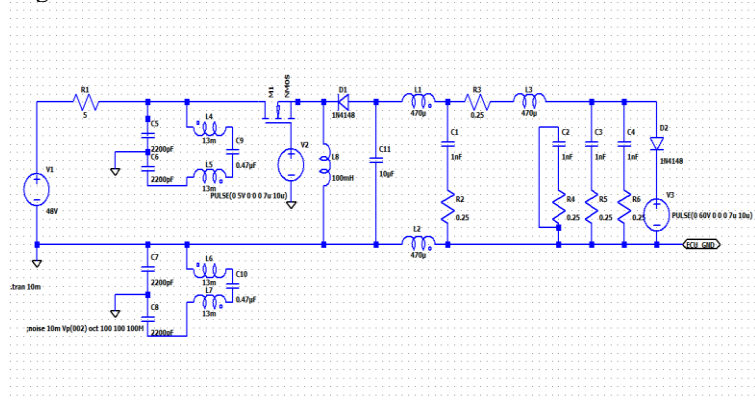 R1
5
C5
2200pF
C6
2200pF
L4
13m
C9
0.47µF
L5
13m
M1
NMOS
V2
PULSE(0 5V 0 0 0 7u 10u)
D1
1N4148
L8
100mH
C11
10µF
L1
470µ
R3
0.25
L3
470µ
C1
1nF
R2
0.25
L2
470µ
C2
1nF
R4
0.25
C3
1nF
R5
0.25
C4
1nF
R6
0.25
D2
1N4148
V3
PULSE(0 60V 0 0 0 7u 10u)
ECU_GND
V1
48V
.tran 10m
C7
2200pF
C8
2200pF
L6
13m
C10
0.47µF
L7
13m
;noise 10m Vp(002) oct 100 100 100M